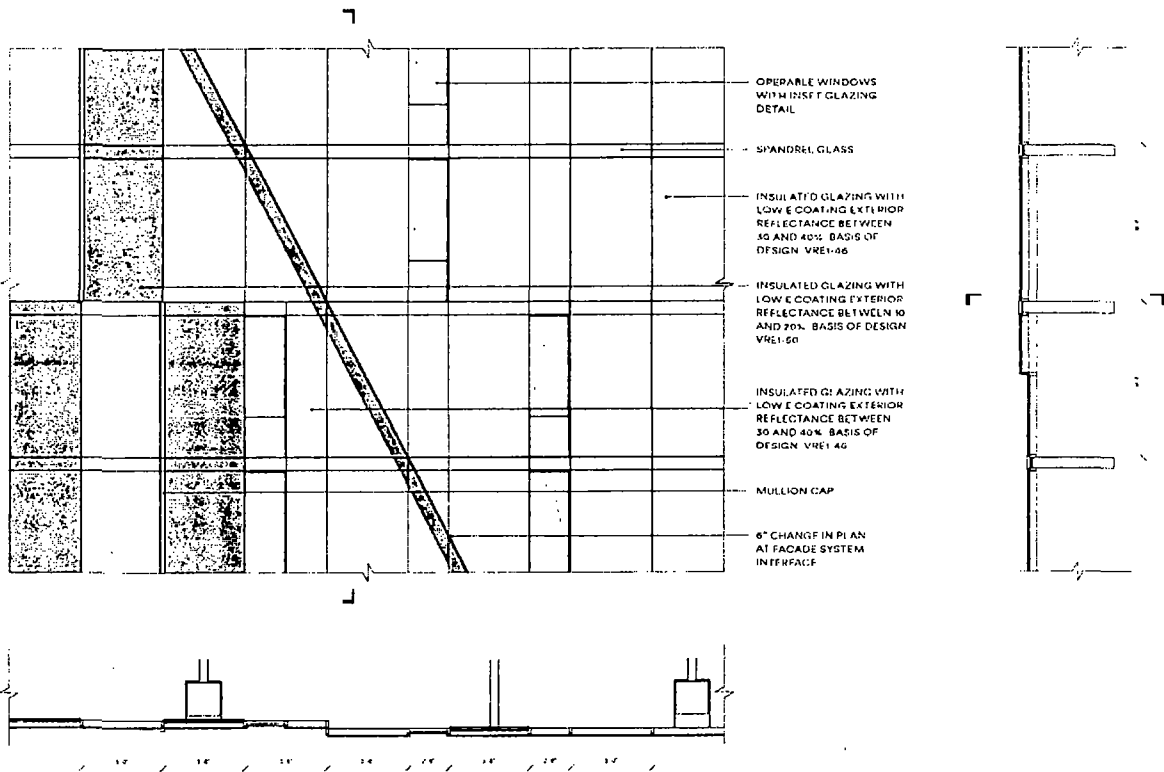 OPERABLE WINDOWS
WITH INSET GLAZING
DETAIL
SPANDREL GLASS
INSULATED GLAZING WITH
LOW E COATING EXTERIOR
REFLECTANCE BETWEEN
30 AND 40% BASIS OF
DESIGN VRE1-46
INSULATED GLAZING WITH
LOW E COATING EXTERIOR
REFLECTANCE BETWEEN 10
AND 20% BASIS OF DESIGN
INSULATED GLAZING WITH
LOW E COATING EXTERIOR
REFLECTANCE BETWEEN
30 AND 40% BASIS OF
DESIGN VRE1-46
MULLION CAP
6" CHANGE IN PLAN
AT FACADE SYSTEM
INTERFACE